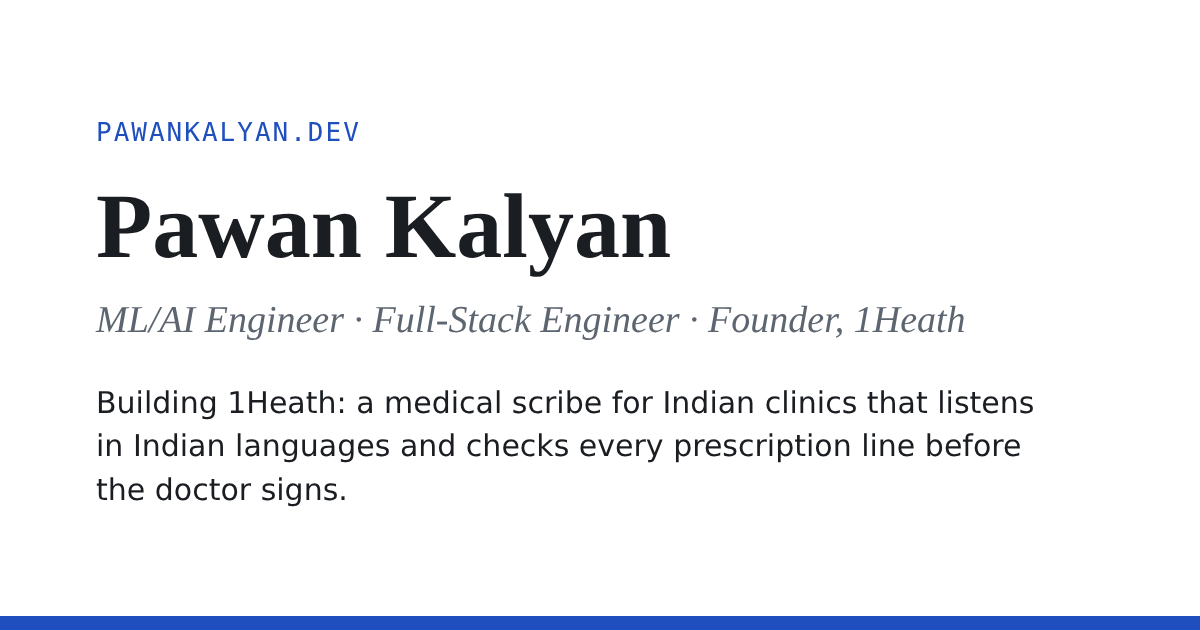 PAWANKALYAN.DEV
Pawan Kalyan
ML/AI Engineer · Full-Stack Engineer · Founder, 1Heath
Building 1Heath: a medical scribe for Indian clinics that listens
in Indian languages and checks every prescription line before
the doctor signs.